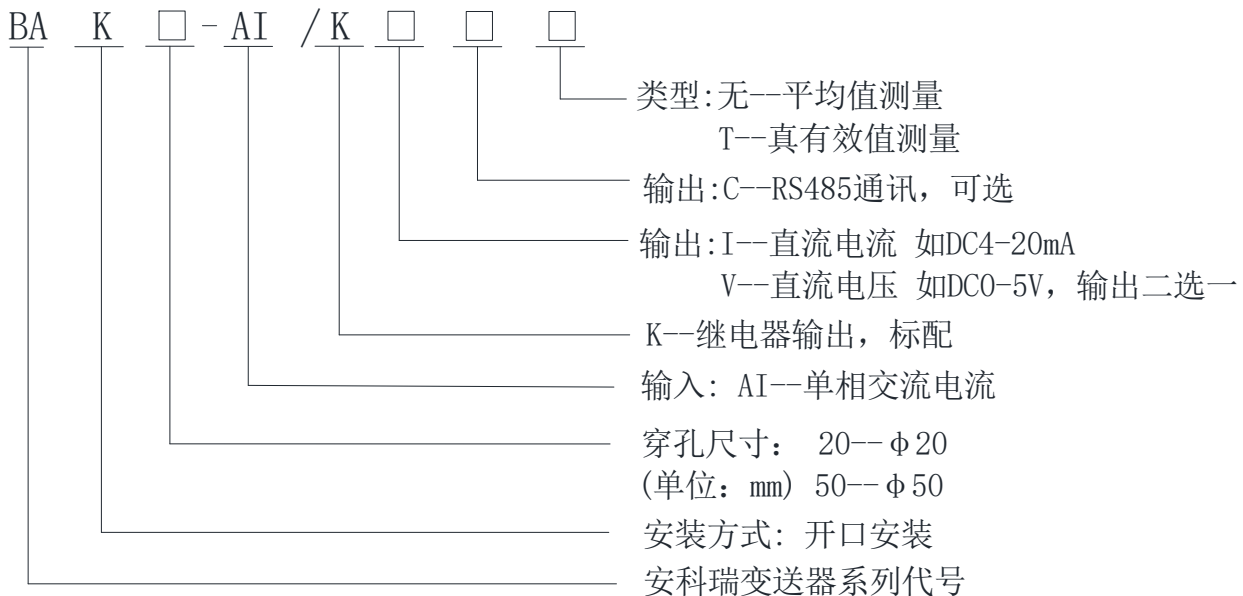 BA K □-AI /K □ □ □
类型:无--平均值测量
T--真有效值测量
输出:C--RS485通讯，可选
输出:I--直流电流 如DC4-20mA
V--直流电压 如DC0-5V，输出二选一
K--继电器输出，标配
输入: AI--单相交流电流
穿孔尺寸： 20--φ20
(单位：mm) 50--φ50
安装方式: 开口安装
安科瑞变送器系列代号